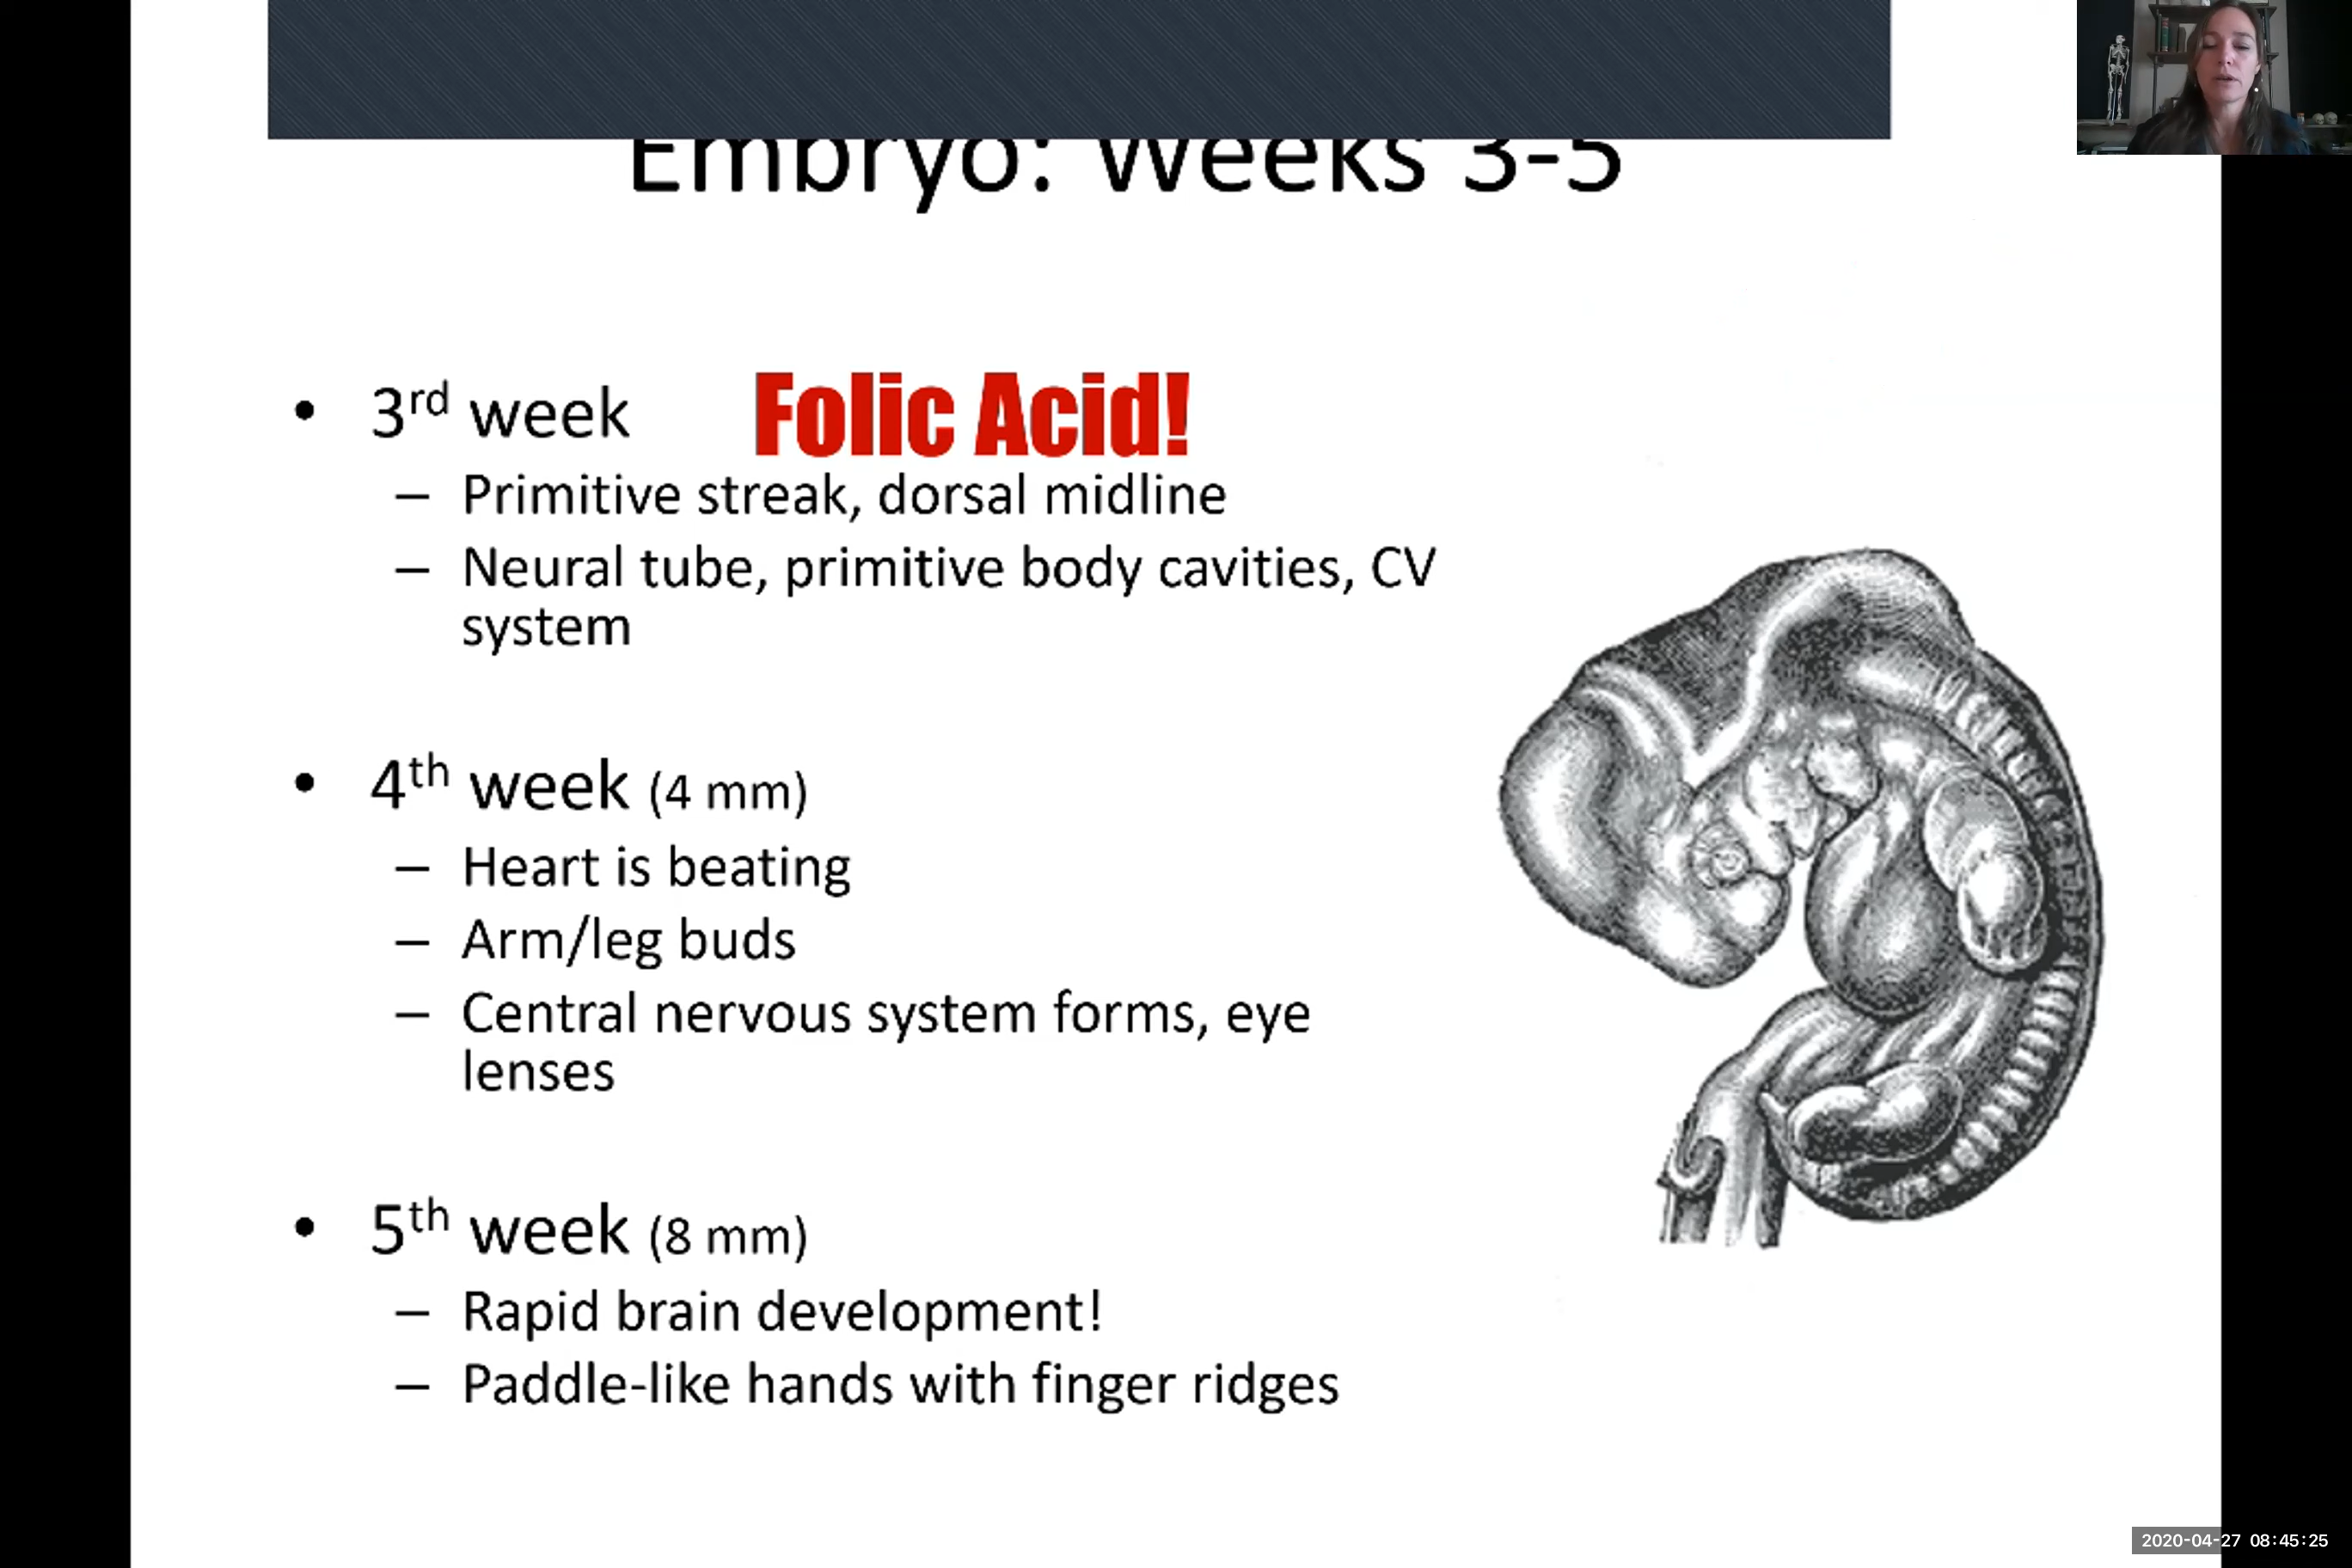 Embryo: Weeks 3-5
• 3rd week
Folic Acid!
– Primitive streak, dorsal midline
– Neural tube, primitive body cavities, CV
system
• 4th week (4 mm)
– Heart is beating
– Arm/leg buds
– Central nervous system forms, eye
lenses
• 5th week (8 mm)
– Rapid brain development!
– Paddle-like hands with finger ridges
2020-04-27 08:45:25